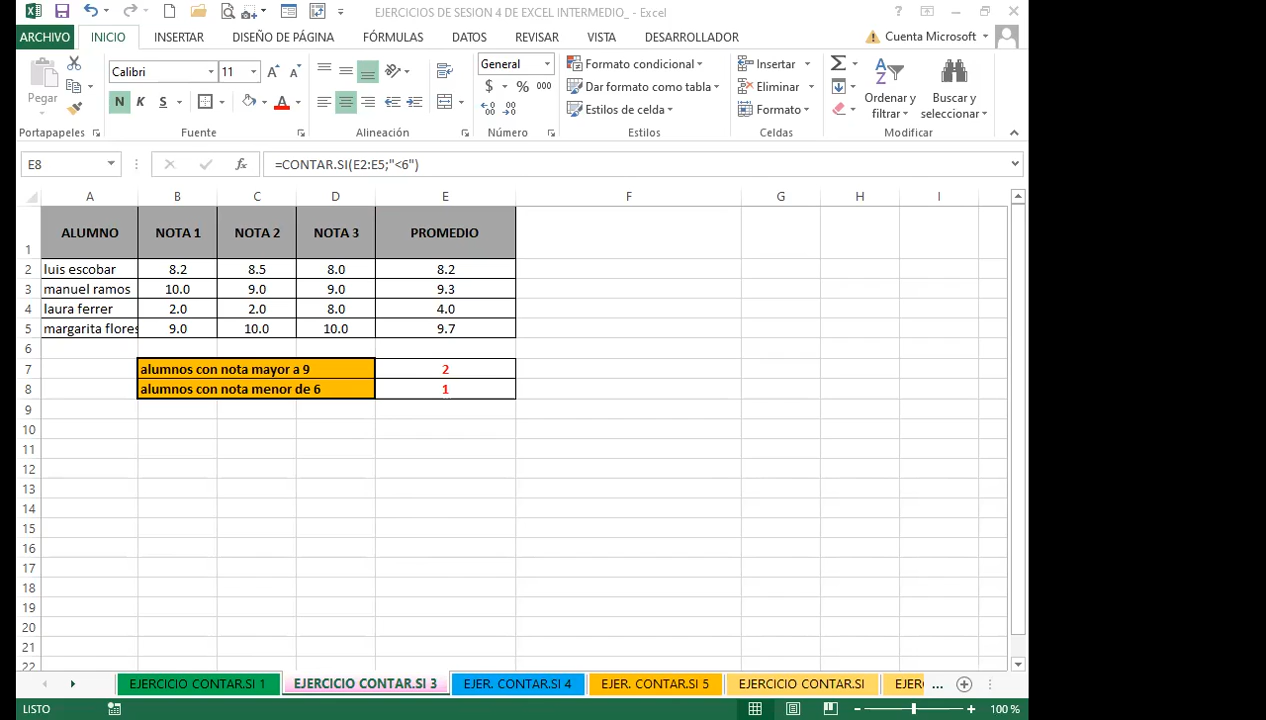 EJERCICIOS DE SESION 4 DE EXCEL INTERMEDIO_ - Excel
?
ARCHIVO INICIO INSERTAR DISEÑO DE PÁGINA FÓRMULAS DATOS REVISAR VISTA DESARROLLADOR Cuenta Microsoft
Pegar
Calibri 11
General
N K S A
$ % 000
Formato condicional
Dar formato como tabla
Estilos de celda
Insertar
Eliminar
Formato
Ordenar y filtrar
Buscar y seleccionar
Portapapeles Fuente Alineación Número Estilos Celdas Modificar
E8 fx =CONTAR.SI(E2:E5;"<6")
A B C D E F G H I
1 ALUMNO NOTA 1 NOTA 2 NOTA 3 PROMEDIO
2 luis escobar 8.2 8.5 8.0 8.2
3 manuel ramos 10.0 9.0 9.0 9.3
4 laura ferrer 2.0 2.0 8.0 4.0
5 margarita flores 9.0 10.0 10.0 9.7
6
7 alumnos con nota mayor a 9 2
8 alumnos con nota menor de 6 1
9
10
11
12
13
14
15
16
17
18
19
20
21
22
EJERCICIO CONTAR.SI 1 EJERCICIO CONTAR.SI 3 EJER. CONTAR.SI 4 EJER. CONTAR.SI 5 EJERCICIO CONTAR.SI EJERC ...
LISTO 100 %